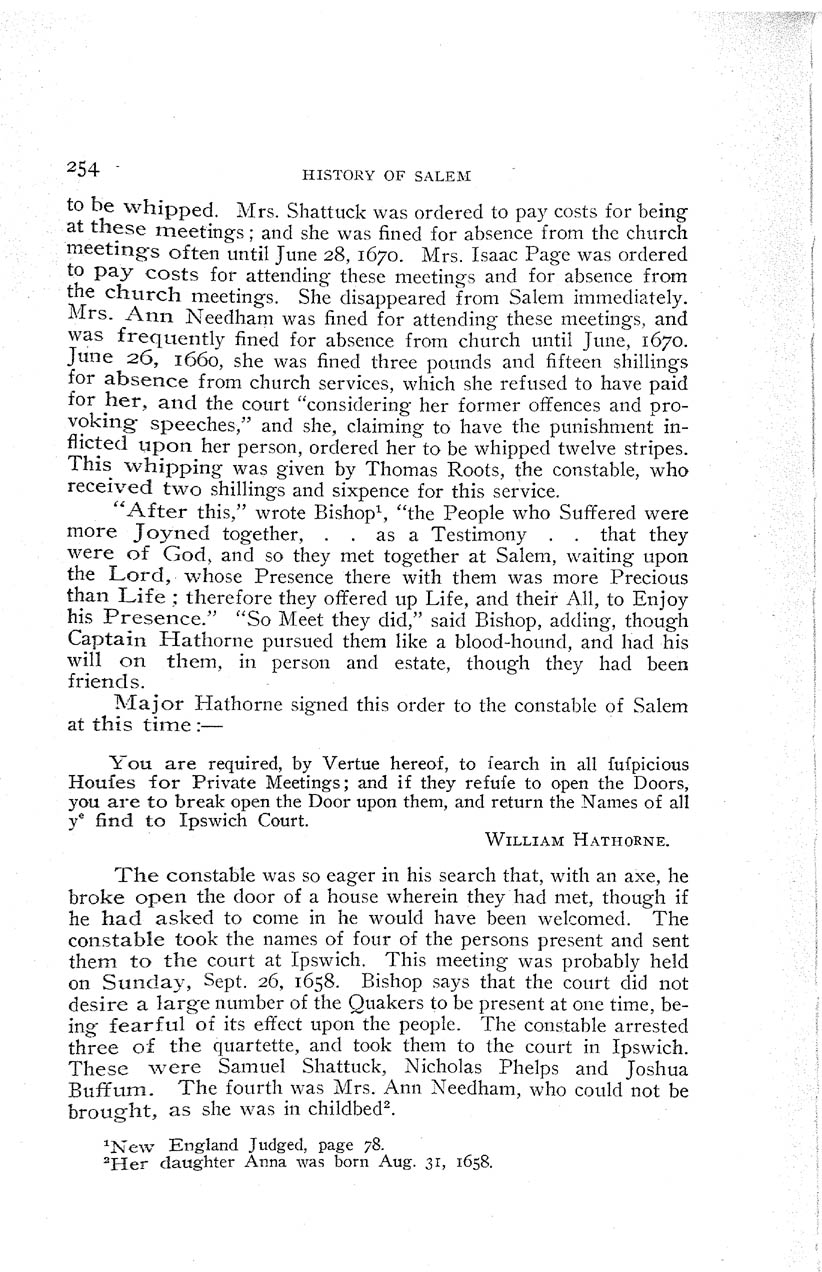 254 HISTORY OF SALEM
to be whipped. Mrs. Shattuck was ordered to pay costs for being
at these meetings; and she was fined for absence from the church
meetings often until June 28, 1670. Mrs. Isaac Page was ordered
to pay costs for attending these meetings and for absence from
the church meetings. She disappeared from Salem immediately.
Mrs. Ann Needham was fined for attending these meetings, and
was frequently fined for absence from church until June, 1670.
June 26, 1660, she was fined three pounds and fifteen shillings
for absence from church services, which she refused to have paid
for her, and the court “considering her former offences and pro-
voking speeches,” and she, claiming to have the punishment in-
flicted upon her person, ordered her to be whipped twelve stripes.
This whipping was given by Thomas Roots, the constable, who
received two shillings and sixpence for this service.
“After this,” wrote Bishop¹, “the People who Suffered were
more Joyned together, . . as a Testimony . . that they
were of God, and so they met together at Salem, waiting upon
the Lord, whose Presence there with them was more Precious
than Life; therefore they offered up Life, and their All, to Enjoy
his Presence.” “So Meet they did,” said Bishop, adding, though
Captain Hathorne pursued them like a blood-hound, and had his
will on them, in person and estate, though they had been
friends.
Major Hathorne signed this order to the constable of Salem
at this time:—
You are required, by Vertue hereof, to ſearch in all ſuſpicious
Houſes for Private Meetings; and if they refuſe to open the Doors,
you are to break open the Door upon them, and return the Names of all
yᵉ find to Ipswich Court.
WILLIAM HATHORNE.
The constable was so eager in his search that, with an axe, he
broke open the door of a house wherein they had met, though if
he had asked to come in he would have been welcomed. The
constable took the names of four of the persons present and sent
them to the court at Ipswich. This meeting was probably held
on Sunday, Sept. 26, 1658. Bishop says that the court did not
desire a large number of the Quakers to be present at one time, be-
ing fearful of its effect upon the people. The constable arrested
three of the quartette, and took them to the court in Ipswich.
These were Samuel Shattuck, Nicholas Phelps and Joshua
Buffum. The fourth was Mrs. Ann Needham, who could not be
brought, as she was in childbed².
¹New England Judged, page 78.
²Her daughter Anna was born Aug. 31, 1658.